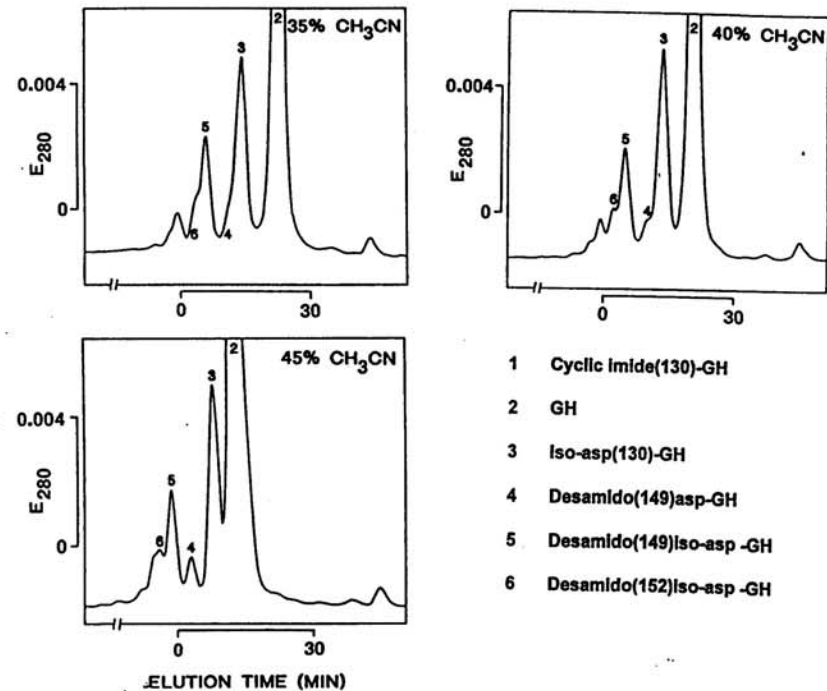 2
35% CH3CN
3
5
6
4
0.004
0
E280
0 30
2
40% CH3CN
3
5
6
4
0.004
0
E280
0 30
2
45% CH3CN
3
5
6
4
0.004
0
E280
0 30
ELUTION TIME (MIN)
1 Cyclic imide(130)-GH
2 GH
3 Iso-asp(130)-GH
4 Desamido(149)asp-GH
5 Desamido(149)iso-asp -GH
6 Desamido(152)iso-asp -GH